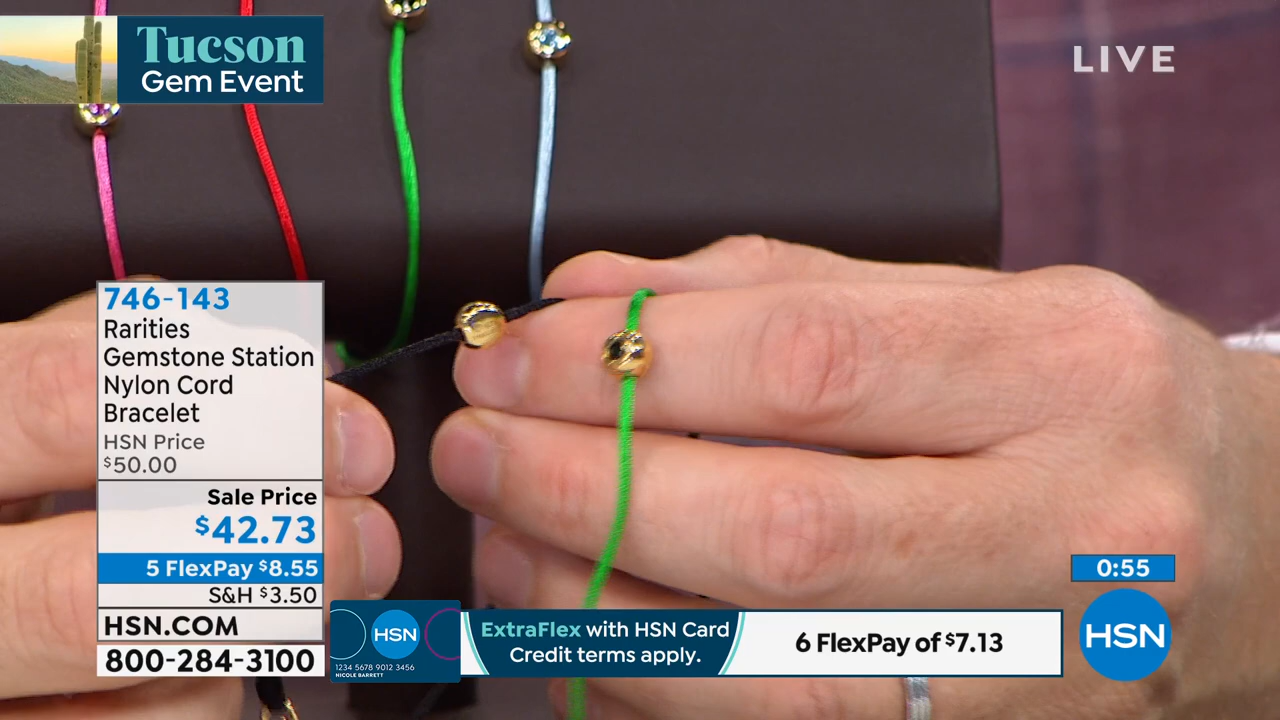 Tucson
Gem Event
LIVE
746-143
Rarities
Gemstone Station
Nylon Cord
Bracelet
HSN Price
$50.00
Sale Price
$42.73
5 FlexPay $8.55
S&H $3.50
HSN.COM
800-284-3100
HSN
1234 5678 9012 3456
NICOLE BARRETT
ExtraFlex with HSN Card
Credit terms apply.
6 FlexPay of $7.13
0:55
HSN